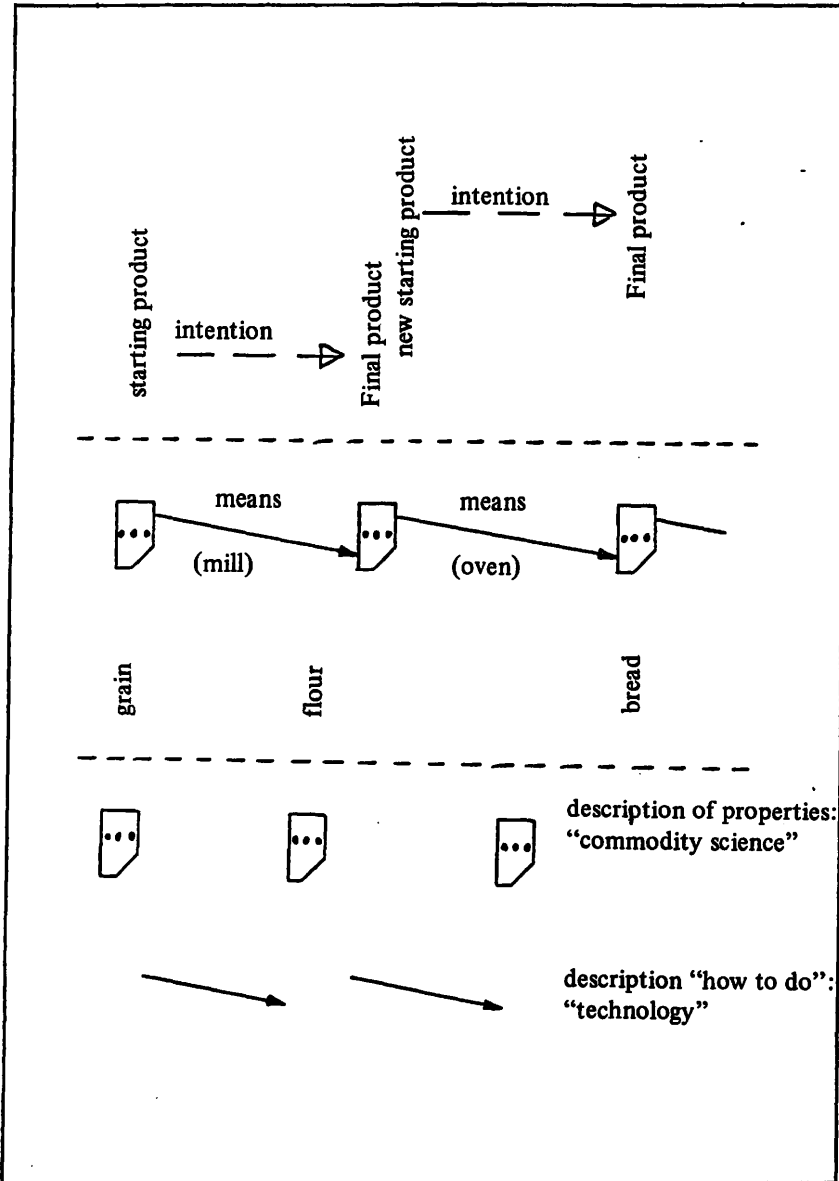 starting product
intention
Final product
new starting product
intention
Final product
means
(mill)
means
(oven)
grain
flour
bread
description of properties:
“commodity science”
description “how to do”:
“technology”